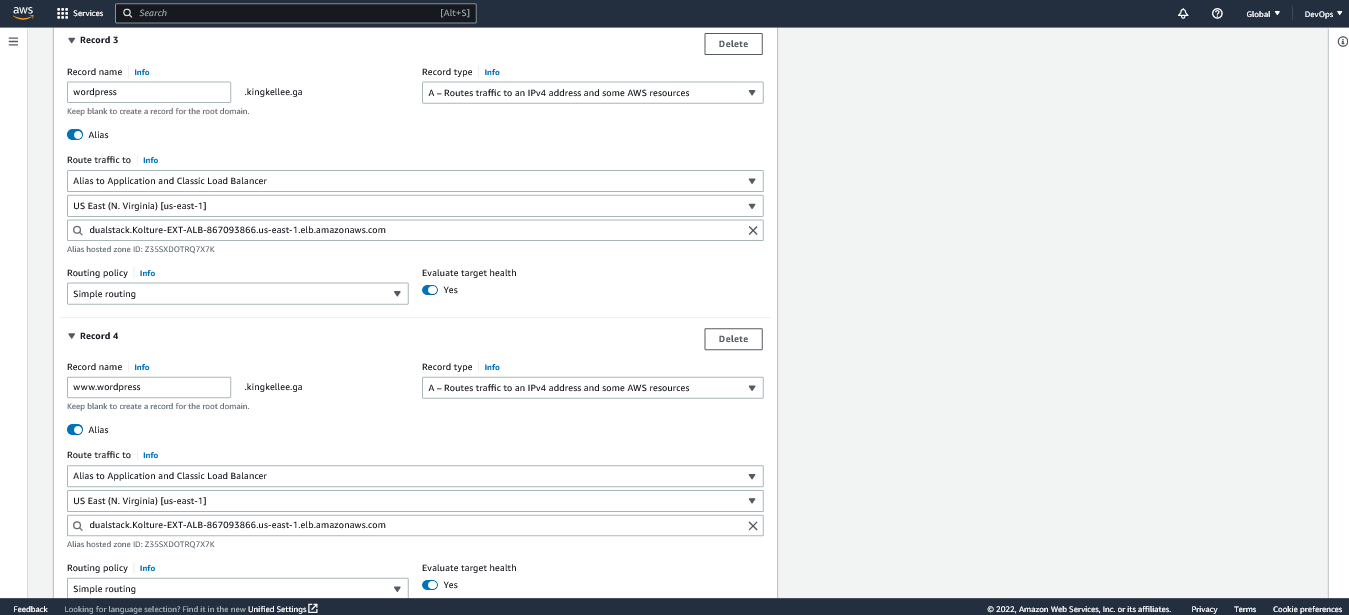 aws Services Search [Alt+S] Global DevOps
Record 3 Delete
Record name Info Record type Info
wordpress .kingkellee.ga A – Routes traffic to an IPv4 address and some AWS resources
Keep blank to create a record for the root domain.
Alias
Route traffic to Info
Alias to Application and Classic Load Balancer
US East (N. Virginia) [us-east-1]
dualstack.Kolture-EXT-ALB-867093866.us-east-1.elb.amazonaws.com
Alias hosted zone ID: Z35SXDOTRQ7X7K
Routing policy Info Evaluate target health
Simple routing Yes
Record 4 Delete
Record name Info Record type Info
www.wordpress .kingkellee.ga A – Routes traffic to an IPv4 address and some AWS resources
Keep blank to create a record for the root domain.
Alias
Route traffic to Info
Alias to Application and Classic Load Balancer
US East (N. Virginia) [us-east-1]
dualstack.Kolture-EXT-ALB-867093866.us-east-1.elb.amazonaws.com
Alias hosted zone ID: Z35SXDOTRQ7X7K
Routing policy Info Evaluate target health
Simple routing Yes
Feedback Looking for language selection? Find it in the new Unified Settings © 2022, Amazon Web Services, Inc. or its affiliates. Privacy Terms Cookie preferences